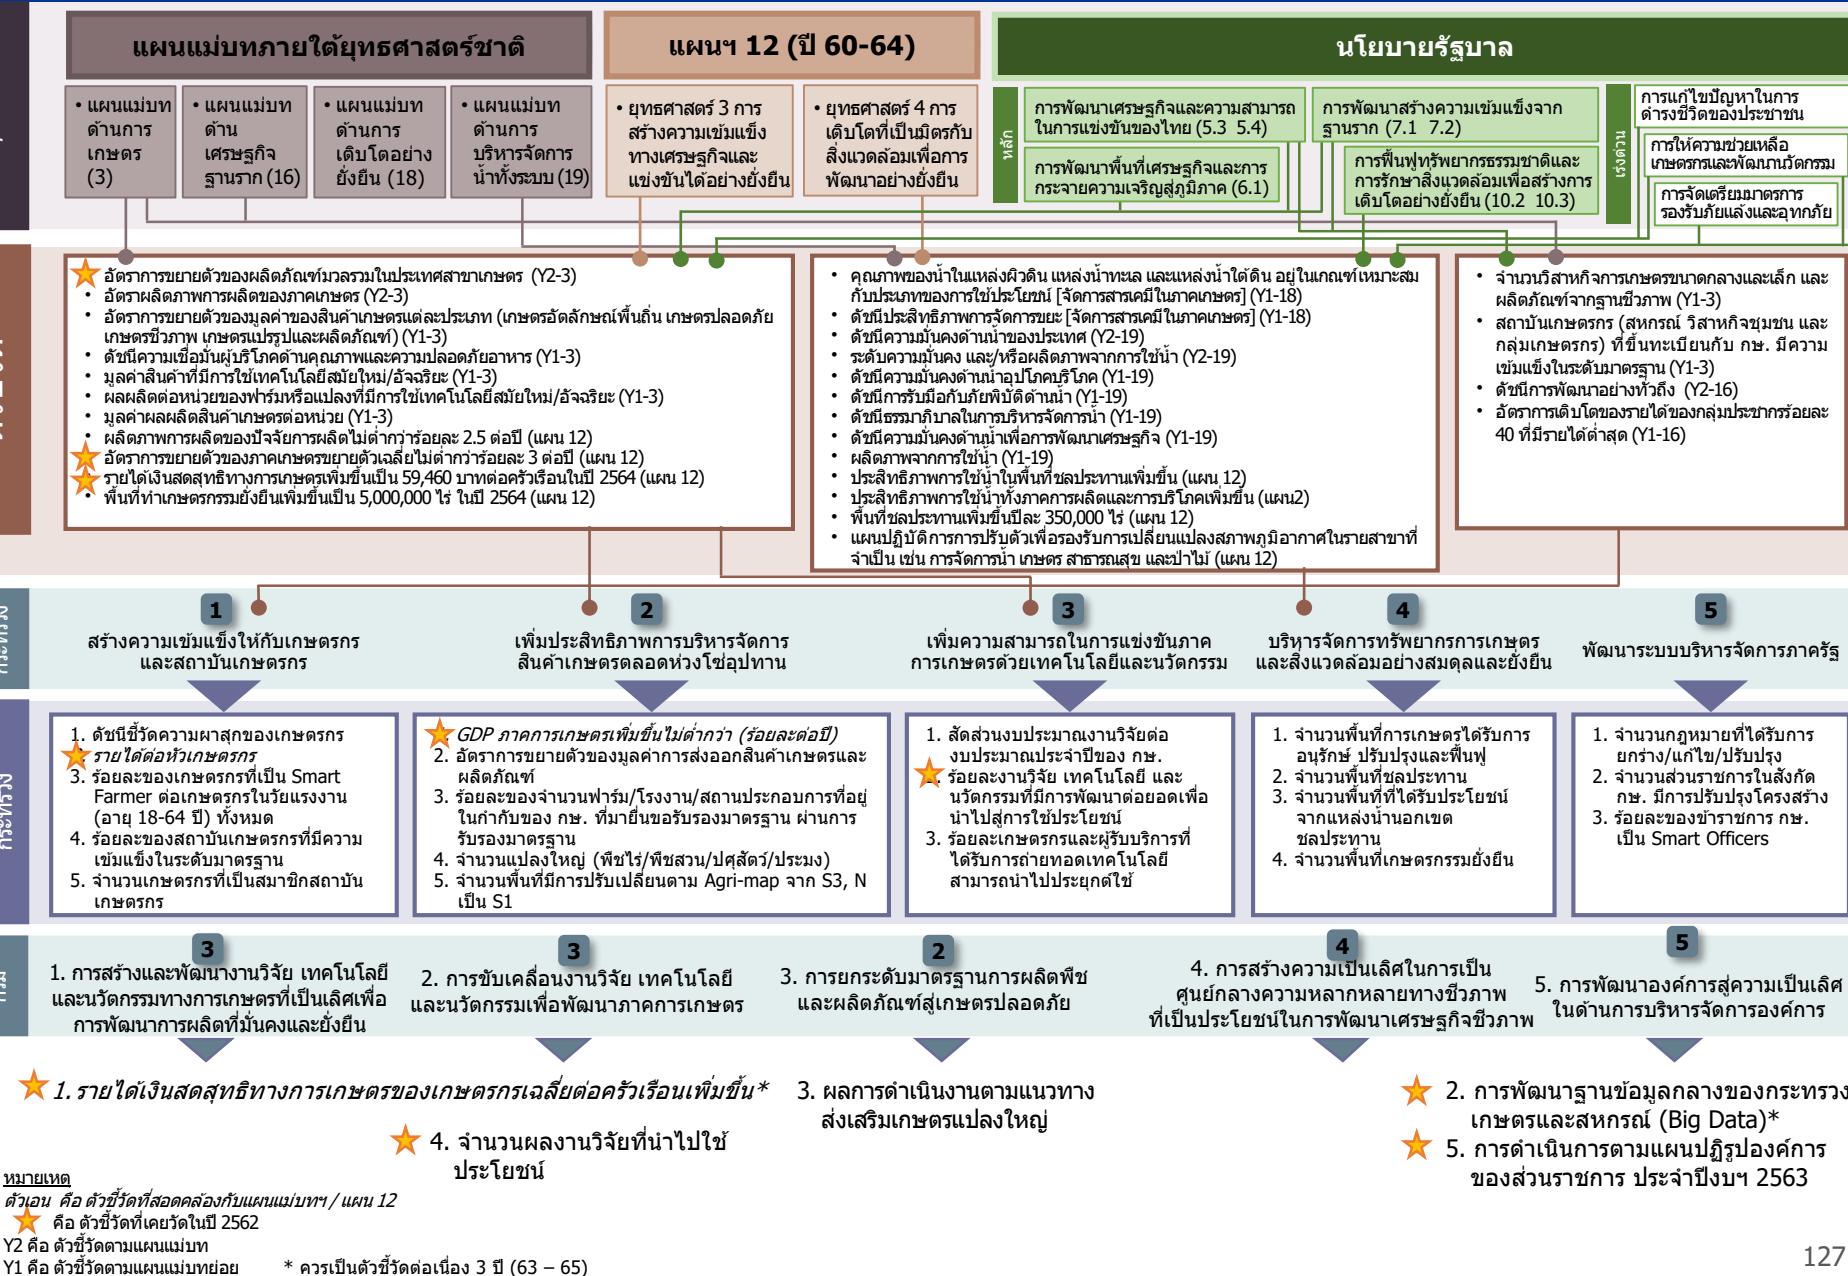 แผนแม่บทภายใต้ยุทธศาสตร์ชาติ
แผนฯ 12 (ปี 60-64)
นโยบายรัฐบาล
• แผนแม่บท
ด้านการ
เกษตร
(3)
• แผนแม่บท
ด้าน
เศรษฐกิจ
ฐานราก (16)
• แผนแม่บท
ด้านการ
เติบโตอย่าง
ยั่งยืน (18)
• แผนแม่บท
ด้านการ
บริหารจัดการ
น้ำทั้งระบบ (19)
• ยุทธศาสตร์ 3 การ
สร้างความเข้มแข็ง
ทางเศรษฐกิจและ
แข่งขันได้อย่างยั่งยืน
• ยุทธศาสตร์ 4 การ
เติบโตที่เป็นมิตรกับ
สิ่งแวดล้อมเพื่อการ
พัฒนาอย่างยั่งยืน
หลัก
การพัฒนาเศรษฐกิจและความสามารถ
ในการแข่งขันของไทย (5.3 5.4)
การพัฒนาพื้นที่เศรษฐกิจและการ
กระจายความเจริญสู่ภูมิภาค (6.1)
การพัฒนาสร้างความเข้มแข็งจาก
ฐานราก (7.1 7.2)
การฟื้นฟูทรัพยากรธรรมชาติและ
การรักษาสิ่งแวดล้อมเพื่อสร้างการ
เติบโตอย่างยั่งยืน (10.2 10.3)
เร่งด่วน
การแก้ไขปัญหาในการ
ดำรงชีวิตของประชาชน
การให้ความช่วยเหลือ
เกษตรกรและพัฒนานวัตกรรม
การจัดเตรียมมาตรการ
รองรับภัยแล้งและอุทกภัย
อัตราการขยายตัวของผลิตภัณฑ์มวลรวมในประเทศสาขาเกษตร (Y2-3)
• อัตราผลิตภาพการผลิตของภาคเกษตร (Y2-3)
• อัตราการขยายตัวของมูลค่าของสินค้าเกษตรแต่ละประเภท (เกษตรอัตลักษณ์พื้นถิ่น เกษตรปลอดภัย
เกษตรชีวภาพ เกษตรแปรรูปและผลิตภัณฑ์) (Y1-3)
• ดัชนีความเชื่อมั่นผู้บริโภคด้านคุณภาพและความปลอดภัยอาหาร (Y1-3)
• มูลค่าสินค้าที่มีการใช้เทคโนโลยีสมัยใหม่/อัจฉริยะ (Y1-3)
• ผลผลิตต่อหน่วยของฟาร์มหรือแปลงที่มีการใช้เทคโนโลยีสมัยใหม่/อัจฉริยะ (Y1-3)
• มูลค่าผลผลิตสินค้าเกษตรต่อหน่วย (Y1-3)
• ผลิตภาพการผลิตของปัจจัยการผลิตไม่ต่ำกว่าร้อยละ 2.5 ต่อปี (แผน 12)
อัตราการขยายตัวของภาคเกษตรขยายตัวเฉลี่ยไม่ต่ำกว่าร้อยละ 3 ต่อปี (แผน 12)
รายได้เงินสดสุทธิทางการเกษตรเพิ่มขึ้นเป็น 59,460 บาทต่อครัวเรือนในปี 2564 (แผน 12)
• พื้นที่ทำเกษตรกรรมยั่งยืนเพิ่มขึ้นเป็น 5,000,000 ไร่ ในปี 2564 (แผน 12)
• คุณภาพของน้ำในแหล่งผิวดิน แหล่งน้ำทะเล และแหล่งน้ำใต้ดิน อยู่ในเกณฑ์เหมาะสม
กับประเภทของการใช้ประโยชน์ [จัดการสารเคมีในภาคเกษตร] (Y1-18)
• ดัชนีประสิทธิภาพการจัดการขยะ [จัดการสารเคมีในภาคเกษตร] (Y1-18)
• ดัชนีความมั่นคงด้านน้ำของประเทศ (Y2-19)
• ระดับความมั่นคง และ/หรือผลิตภาพจากการใช้น้ำ (Y2-19)
• ดัชนีความมั่นคงด้านน้ำอุปโภคบริโภค (Y1-19)
• ดัชนีการรับมือกับภัยพิบัติด้านน้ำ (Y1-19)
• ดัชนีธรรมาภิบาลในการบริหารจัดการน้ำ (Y1-19)
• ดัชนีความมั่นคงด้านน้ำเพื่อการพัฒนาเศรษฐกิจ (Y1-19)
• ผลิตภาพจากการใช้น้ำ (Y1-19)
• ประสิทธิภาพการใช้น้ำในพื้นที่ชลประทานเพิ่มขึ้น (แผน 12)
• ประสิทธิภาพการใช้น้ำทั้งภาคการผลิตและการบริโภคเพิ่มขึ้น (แผน2)
• พื้นที่ชลประทานเพิ่มขึ้นปีละ 350,000 ไร่ (แผน 12)
• แผนปฏิบัติการการปรับตัวเพื่อรองรับการเปลี่ยนแปลงสภาพภูมิอากาศในรายสาขาที่
จำเป็น เช่น การจัดการน้ำ เกษตร สาธารณสุข และป่าไม้ (แผน 12)
• จำนวนวิสาหกิจการเกษตรขนาดกลางและเล็ก และ
ผลิตภัณฑ์จากฐานชีวภาพ (Y1-3)
• สถาบันเกษตรกร (สหกรณ์ วิสาหกิจชุมชน และ
กลุ่มเกษตรกร) ที่ขึ้นทะเบียนกับ กษ. มีความ
เข้มแข็งในระดับมาตรฐาน (Y1-3)
• ดัชนีการพัฒนาอย่างทั่วถึง (Y2-16)
• อัตราการเติบโตของรายได้ของกลุ่มประชากรร้อยละ
40 ที่มีรายได้ต่ำสุด (Y1-16)
กระทรวง
1
สร้างความเข้มแข็งให้กับเกษตรกร
และสถาบันเกษตรกร
2
เพิ่มประสิทธิภาพการบริหารจัดการ
สินค้าเกษตรตลอดห่วงโซ่อุปทาน
3
เพิ่มความสามารถในการแข่งขันภาค
การเกษตรด้วยเทคโนโลยีและนวัตกรรม
4
บริหารจัดการทรัพยากรการเกษตร
และสิ่งแวดล้อมอย่างสมดุลและยั่งยืน
5
พัฒนาระบบบริหารจัดการภาครัฐ
กระทรวง
1. ดัชนีชี้วัดความผาสุกของเกษตรกร
รายได้ต่อหัวเกษตรกร
3. ร้อยละของเกษตรกรที่เป็น Smart
Farmer ต่อเกษตรกรในวัยแรงงาน
(อายุ 18-64 ปี) ทั้งหมด
4. ร้อยละของสถาบันเกษตรกรที่มีความ
เข้มแข็งในระดับมาตรฐาน
5. จำนวนเกษตรกรที่เป็นสมาชิกสถาบัน
เกษตรกร
GDP ภาคการเกษตรเพิ่มขึ้นไม่ต่ำกว่า (ร้อยละต่อปี)
2. อัตราการขยายตัวของมูลค่าการส่งออกสินค้าเกษตรและ
ผลิตภัณฑ์
3. ร้อยละของจำนวนฟาร์ม/โรงงาน/สถานประกอบการที่อยู่
ในกำกับของ กษ. ที่มายื่นขอรับรองมาตรฐาน ผ่านการ
รับรองมาตรฐาน
4. จำนวนแปลงใหญ่ (พืชไร่/พืชสวน/ปศุสัตว์/ประมง)
5. จำนวนพื้นที่มีการปรับเปลี่ยนตาม Agri-map จาก S3, N
เป็น S1
1. สัดส่วนงบประมาณงานวิจัยต่อ
งบประมาณประจำปีของ กษ.
ร้อยละงานวิจัย เทคโนโลยี และ
นวัตกรรมที่มีการพัฒนาต่อยอดเพื่อ
นำไปสู่การใช้ประโยชน์
3. ร้อยละเกษตรกรและผู้รับบริการที่
ได้รับการถ่ายทอดเทคโนโลยี
สามารถนำไปประยุกต์ใช้
1. จำนวนพื้นที่การเกษตรได้รับการ
อนุรักษ์ ปรับปรุงและฟื้นฟู
2. จำนวนพื้นที่ชลประทาน
3. จำนวนพื้นที่ที่ได้รับประโยชน์
จากแหล่งน้ำนอกเขต
ชลประทาน
4. จำนวนพื้นที่เกษตรกรรมยั่งยืน
1. จำนวนกฎหมายที่ได้รับการ
ยกร่าง/แก้ไข/ปรับปรุง
2. จำนวนส่วนราชการในสังกัด
กษ. มีการปรับปรุงโครงสร้าง
3. ร้อยละของข้าราชการ กษ.
เป็น Smart Officers
กรม
3
1. การสร้างและพัฒนางานวิจัย เทคโนโลยี
และนวัตกรรมทางการเกษตรที่เป็นเลิศเพื่อ
การพัฒนาการผลิตที่มั่นคงและยั่งยืน
3
2. การขับเคลื่อนงานวิจัย เทคโนโลยี
และนวัตกรรมเพื่อพัฒนาภาคการเกษตร
2
3. การยกระดับมาตรฐานการผลิตพืช
และผลิตภัณฑ์สู่เกษตรปลอดภัย
4
4. การสร้างความเป็นเลิศในการเป็น
ศูนย์กลางความหลากหลายทางชีวภาพ
ที่เป็นประโยชน์ในการพัฒนาเศรษฐกิจชีวภาพ
5
5. การพัฒนาองค์การสู่ความเป็นเลิศ
ในด้านการบริหารจัดการองค์การ
1. รายได้เงินสดสุทธิทางการเกษตรของเกษตรกรเฉลี่ยต่อครัวเรือนเพิ่มขึ้น*
4. จำนวนผลงานวิจัยที่นำไปใช้
ประโยชน์
3. ผลการดำเนินงานตามแนวทาง
ส่งเสริมเกษตรแปลงใหญ่
2. การพัฒนาฐานข้อมูลกลางของกระทรวง
เกษตรและสหกรณ์ (Big Data)*
5. การดำเนินการตามแผนปฏิรูปองค์การ
ของส่วนราชการ ประจำปีงบฯ 2563
หมายเหตุ
ตัวเอน คือ ตัวชี้วัดที่สอดคล้องกับแผนแม่บทฯ / แผน 12
คือ ตัวชี้วัดที่เคยวัดในปี 2562
Y2 คือ ตัวชี้วัดตามแผนแม่บท
Y1 คือ ตัวชี้วัดตามแผนแม่บทย่อย * ควรเป็นตัวชี้วัดต่อเนื่อง 3 ปี (63 – 65)
127